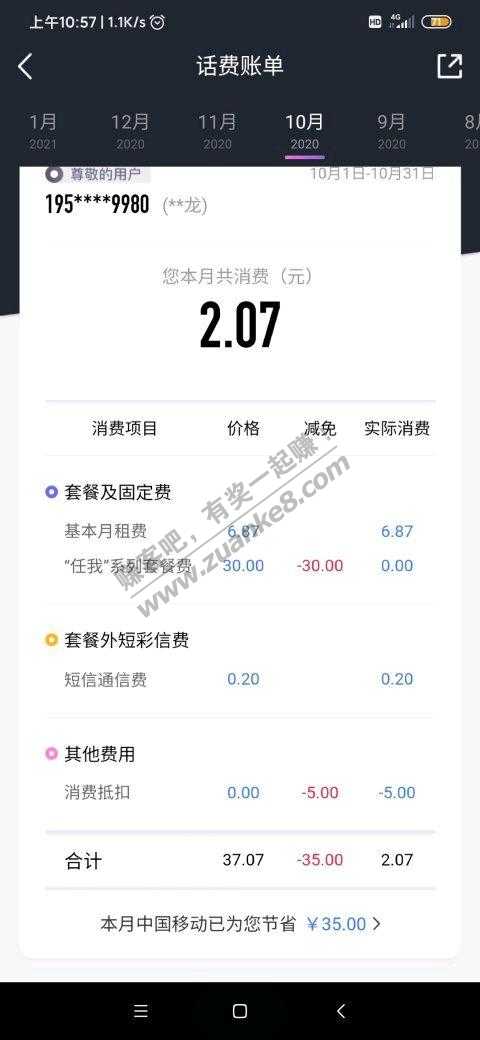 上午10:57 | 1.1K/s
HD 4G 71
话费账单
1月 12月 11月 10月 9月 8月
2021 2020 2020 2020 2020 202
尊敬的用户 10月1日-10月31日
195****9980 (**龙)
您本月共消费（元）
2.07
消费项目 价格 减免 实际消费
套餐及固定费
基本月租费 6.87 6.87
“任我”系列套餐费 30.00 -30.00 0.00
套餐外短彩信费
短信通信费 0.20 0.20
其他费用
消费抵扣 0.00 -5.00 -5.00
合计 37.07 -35.00 2.07
本月中国移动已为您节省 ￥35.00
赚客吧，有奖一起赚！
www.zuanke8.com